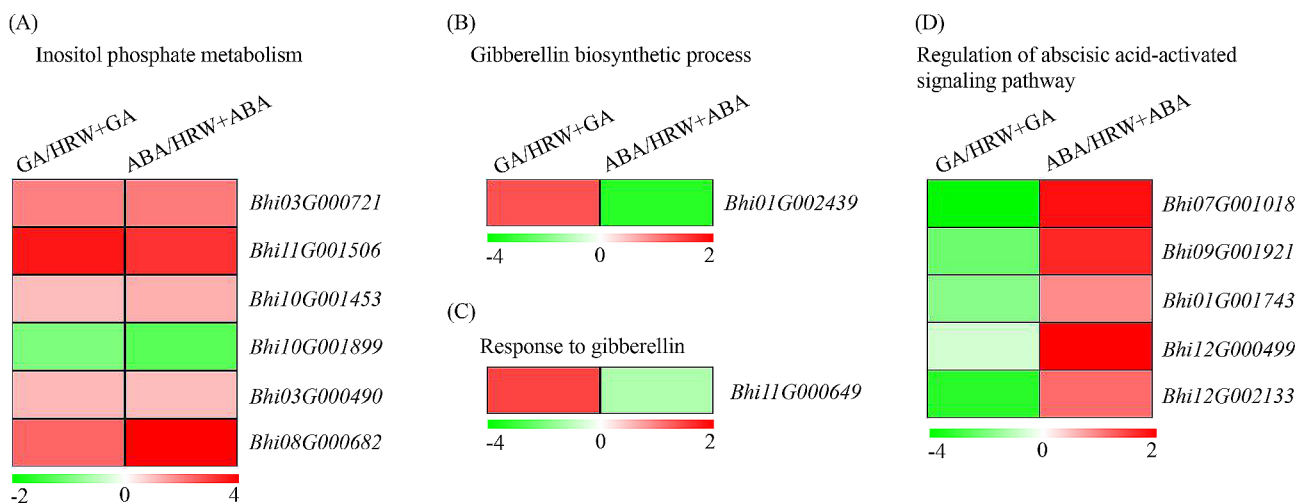 (A)
Inositol phosphate metabolism
GA/HRW+GA
ABA/HRW+ABA
Bhi03G000721
Bhi11G001506
Bhi10G001453
Bhi10G001899
Bhi03G000490
Bhi08G000682
-2 0 4
(B)
Gibberellin biosynthetic process
GA/HRW+GA
ABA/HRW+ABA
Bhi01G002439
-4 0 2
(C)
Response to gibberellin
Bhi11G000649
-4 0 2
(D)
Regulation of abscisic acid-activated
signaling pathway
GA/HRW+GA
ABA/HRW+ABA
Bhi07G001018
Bhi09G001921
Bhi01G001743
Bhi12G000499
Bhi12G002133
-4 0 2